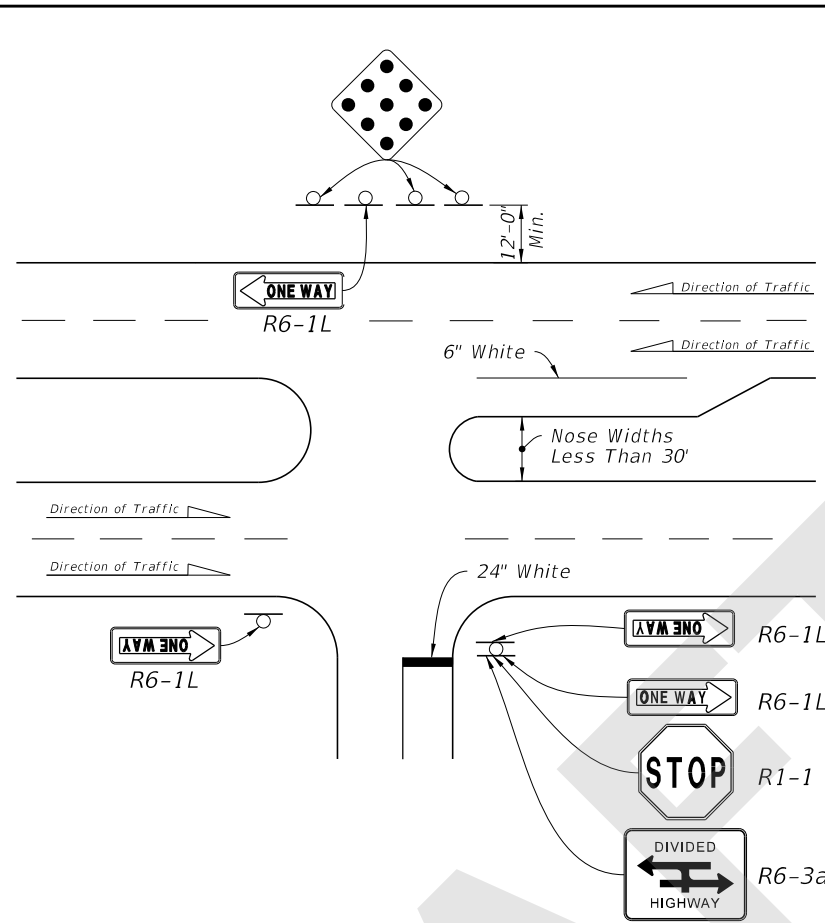 12'-0"
Min.
ONE WAY
R6-1L
Direction of Traffic
Direction of Traffic
6" White
Nose Widths
Less Than 30'
Direction of Traffic
Direction of Traffic
24" White
ONE WAY
R6-1L
ONE WAY
R6-1L
ONE WAY
R6-1L
STOP
R1-1
DIVIDED
HIGHWAY
R6-3a